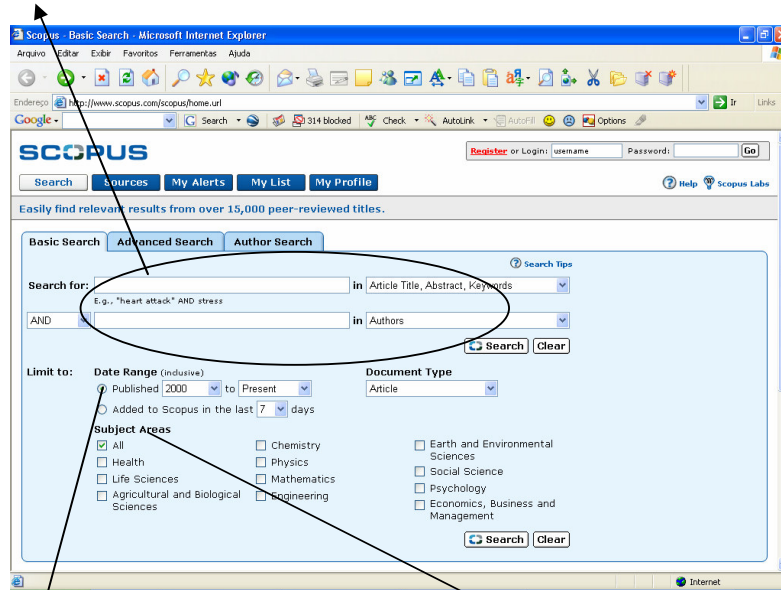 Scopus - Basic Search - Microsoft Internet Explorer
Arquivo Editar Exibir Favoritos Ferramentas Ajuda
Endereço http://www.scopus.com/scopus/home.url Ir Links
Google Search 314 blocked ABC Check AutoLink AutoFill Options
SCOPUS
Register or Login: username Password: Go
Search Sources My Alerts My List My Profile
Help Scopus Labs
Easily find relevant results from over 15,000 peer-reviewed titles.
Basic Search Advanced Search Author Search
Search Tips
Search for: in Article Title, Abstract, Keywords
E.g., "heart attack" AND stress
AND in Authors
Search Clear
Limit to: Date Range (inclusive) Document Type
Published 2000 to Present Article
Added to Scopus in the last 7 days
Subject Areas
All Chemistry Earth and Environmental
Sciences
Health Physics Social Science
Life Sciences Mathematics Psychology
Agricultural and Biological Engineering Economics, Business and
Sciences Management
Search Clear
Internet